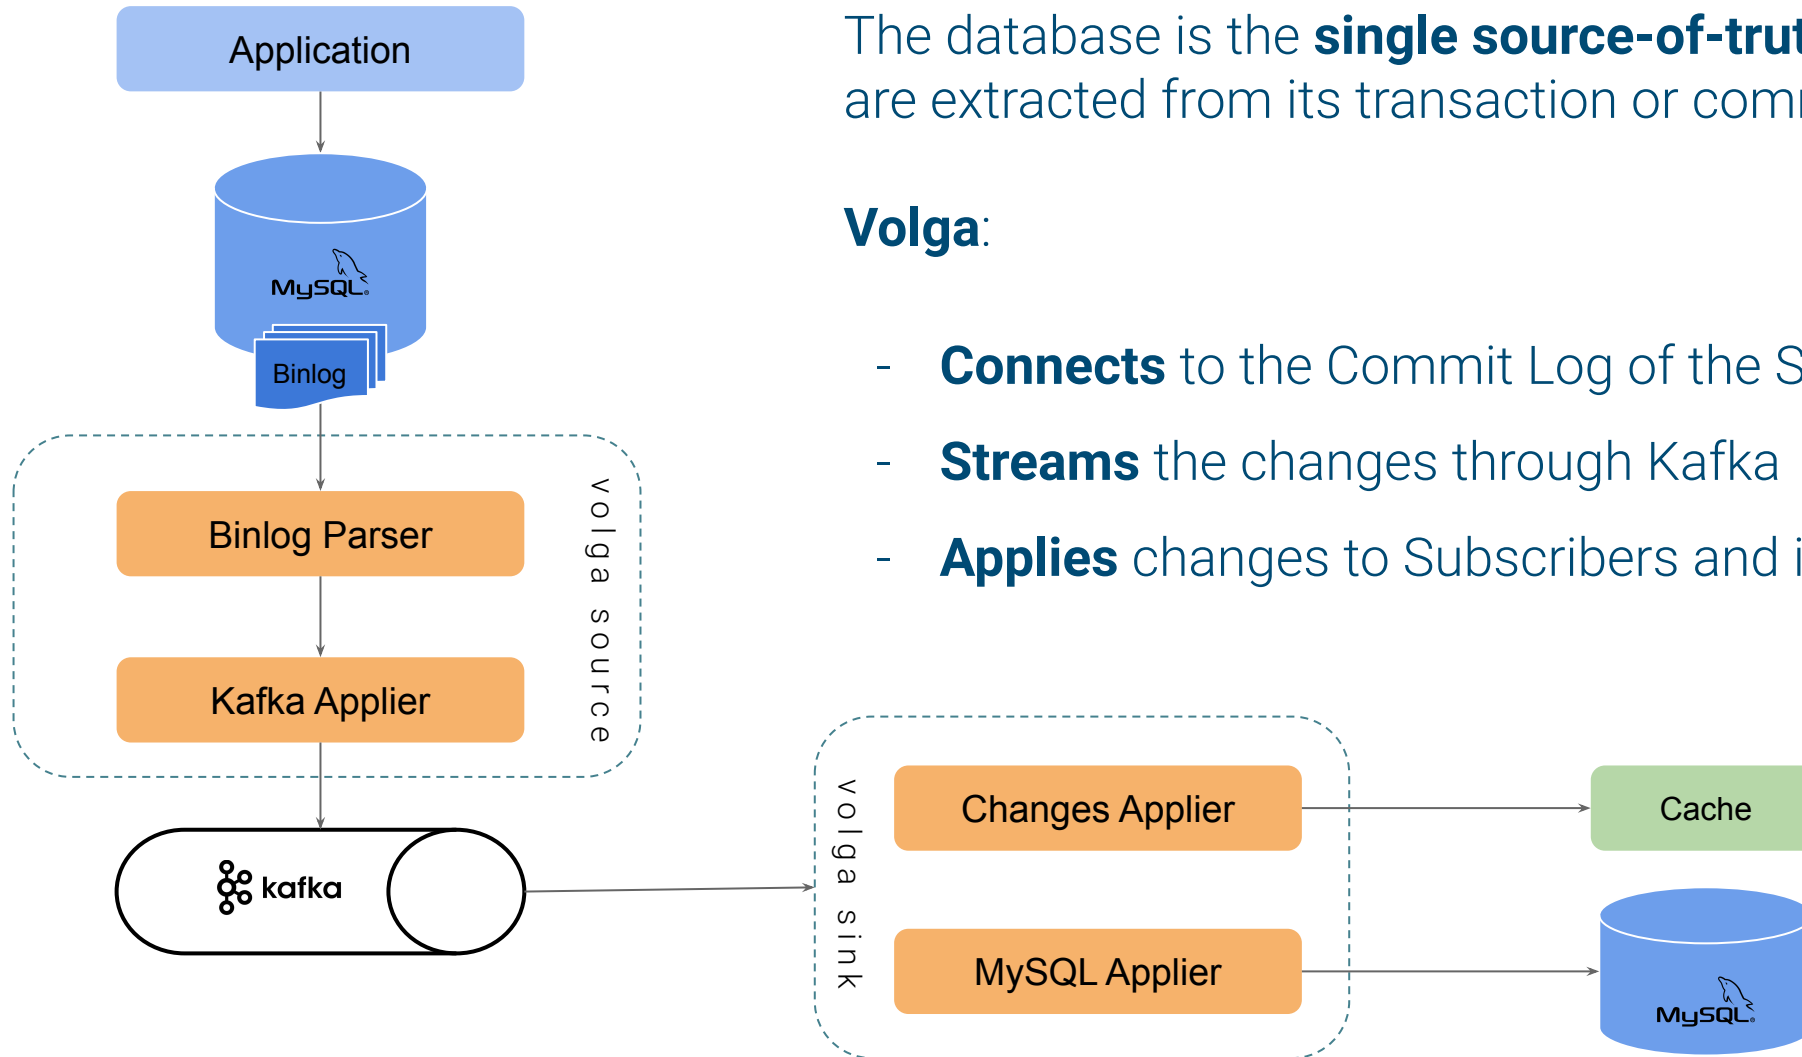 Application
MySQL®
Binlog
volga source
Binlog Parser
Kafka Applier
kafka
The database is the single source-of-trut
are extracted from its transaction or com
Volga:
- Connects to the Commit Log of the S
- Streams the changes through Kafka
- Applies changes to Subscribers and i
volga sink
Changes Applier
MySQL Applier
Cache
MySQL®